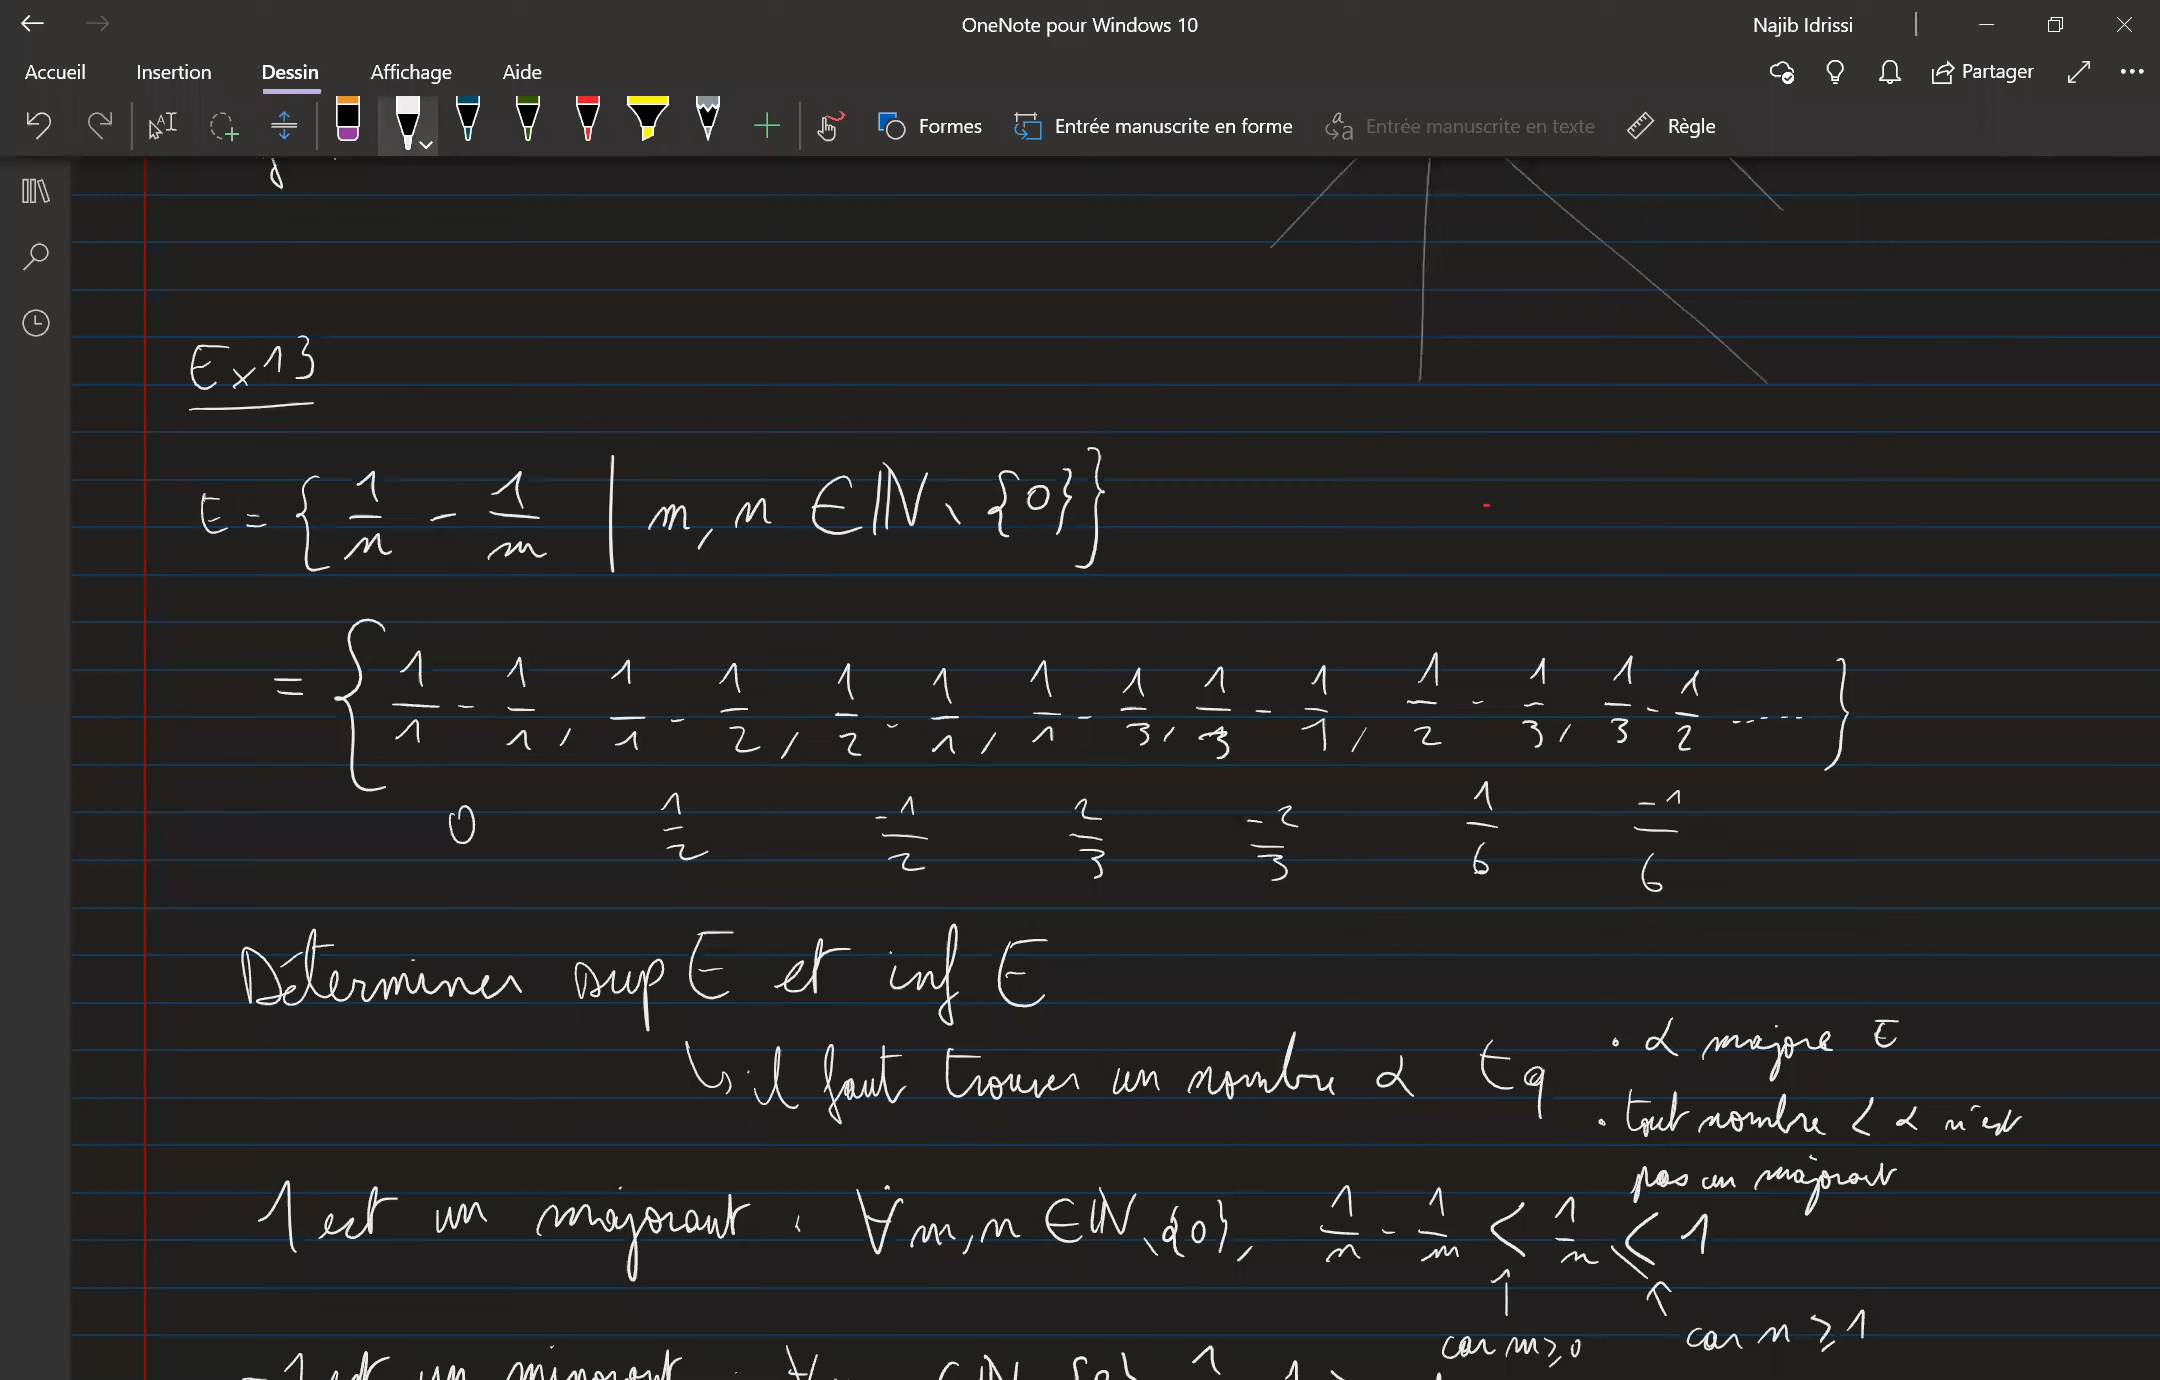 OneNote pour Windows 10
Najib Idrissi
Accueil Insertion Dessin Affichage Aide
Partager
Formes Entrée manuscrite en forme Entrée manuscrite en texte Règle
Ex 13
E = { 1/n - 1/m | m, n ∈ ℕ \ {0} }
= { 1/1 - 1/1, 1/1 - 1/2, 1/2 - 1/1, 1/1 - 1/3, 1/3 - 1/1, 1/2 - 1/3, 1/3 - 1/2 ..... }
0 1/2 -1/2 2/3 -2/3 1/6 -1/6
Déterminer sup E et inf E
↳ il faut trouver un nombre α tq
• α majore E
• tout nombre < α n'est
pas un majorant
1 est un majorant : ∀ m, n ∈ ℕ \ {0}, 1/n - 1/m < 1/n ≤ 1
↑ ↑
car m ≥ 0 car n ≥ 1
-1 est un minorant : ∀